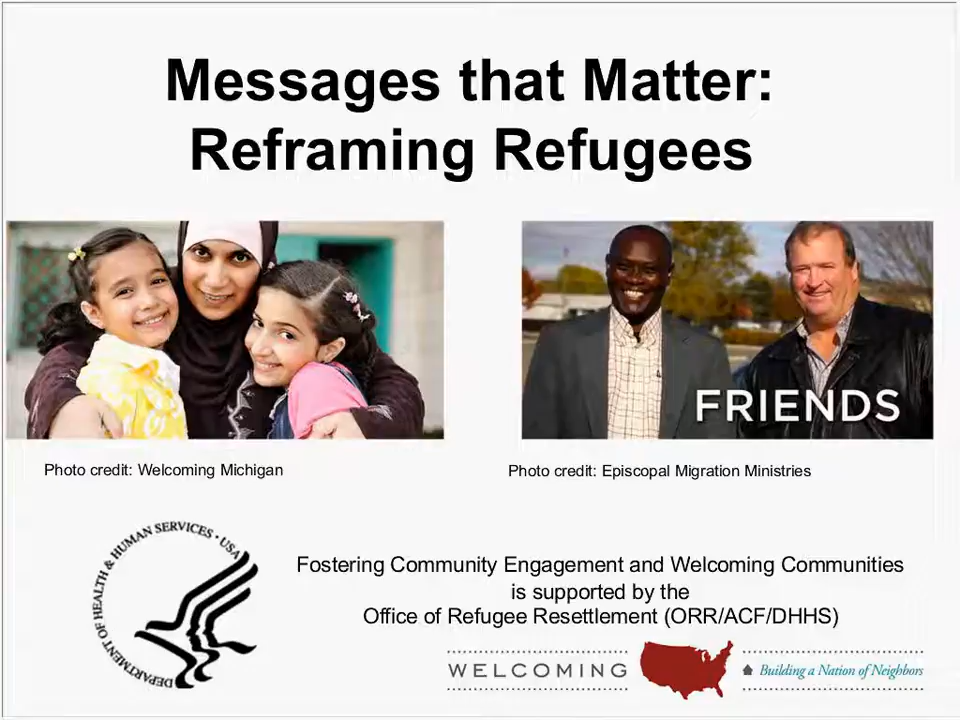 Messages that Matter:
Reframing Refugees
FRIENDS
Photo credit: Welcoming Michigan
Photo credit: Episcopal Migration Ministries
DEPARTMENT OF HEALTH & HUMAN SERVICES • USA
Fostering Community Engagement and Welcoming Communities
is supported by the
Office of Refugee Resettlement (ORR/ACF/DHHS)
WELCOMING
Building a Nation of Neighbors